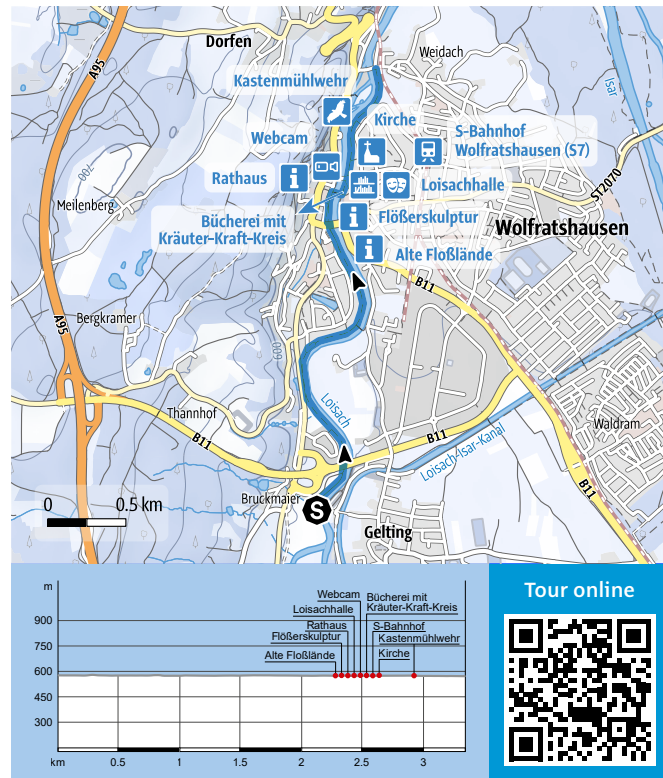 Dorfen
Weidach
A95
Isar
Kastenmühlwehr
Kirche
Webcam
S-Bahnhof
Wolfratshausen (S7)
Rathaus
Loisachhalle
ST2070
700
Meilenberg
Bücherei mit
Kräuter-Kraft-Kreis
Flößerskulptur
Wolfratshausen
Alte Floßlände
B11
A95
Bergkramer
600
Thannhof
Loisach
Waldram
B11
B11
Loisach-Isar-Kanal
B11
Bruckmaier
0 0.5 km
S
Gelting
m
900
750
600
450
300
Webcam
Bücherei mit
Kräuter-Kraft-Kreis
Loisachhalle
Rathaus
S-Bahnhof
Flößerskulptur
Kastenmühlwehr
Alte Floßlände
Kirche
km 0.5 1 1.5 2 2.5 3
Tour online